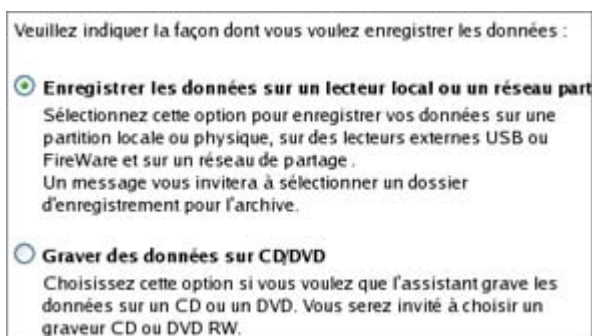 Veuillez indiquer la façon dont vous voulez enregistrer les données :
Enregistrer les données sur un lecteur local ou un réseau part
Sélectionnez cette option pour enregistrer vos données sur une
partition locale ou physique, sur des lecteurs externes USB ou
FireWare et sur un réseau de partage .
Un message vous invitera à sélectionner un dossier
d'enregistrement pour l'archive.
Graver des données sur CD/DVD
Choisissez cette option si vous voulez que l'assistant grave les
données sur un CD ou un DVD. Vous serez invité à choisir un
graveur CD ou DVD RW.